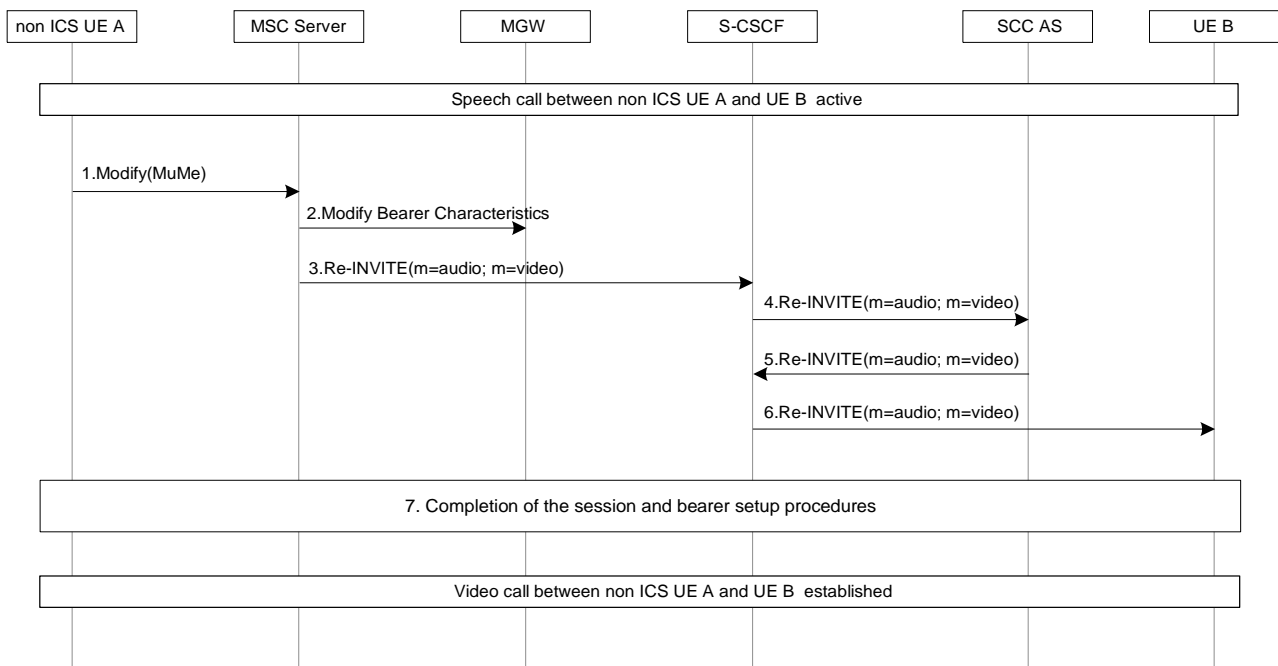 non ICS UE A
MSC Server
MGW
S-CSCF
SCC AS
UE B
Speech call between non ICS UE A and UE B active
1.Modify(MuMe)
2.Modify Bearer Characteristics
3.Re-INVITE(m=audio; m=video)
4.Re-INVITE(m=audio; m=video)
5.Re-INVITE(m=audio; m=video)
6.Re-INVITE(m=audio; m=video)
7. Completion of the session and bearer setup procedures
Video call between non ICS UE A and UE B established